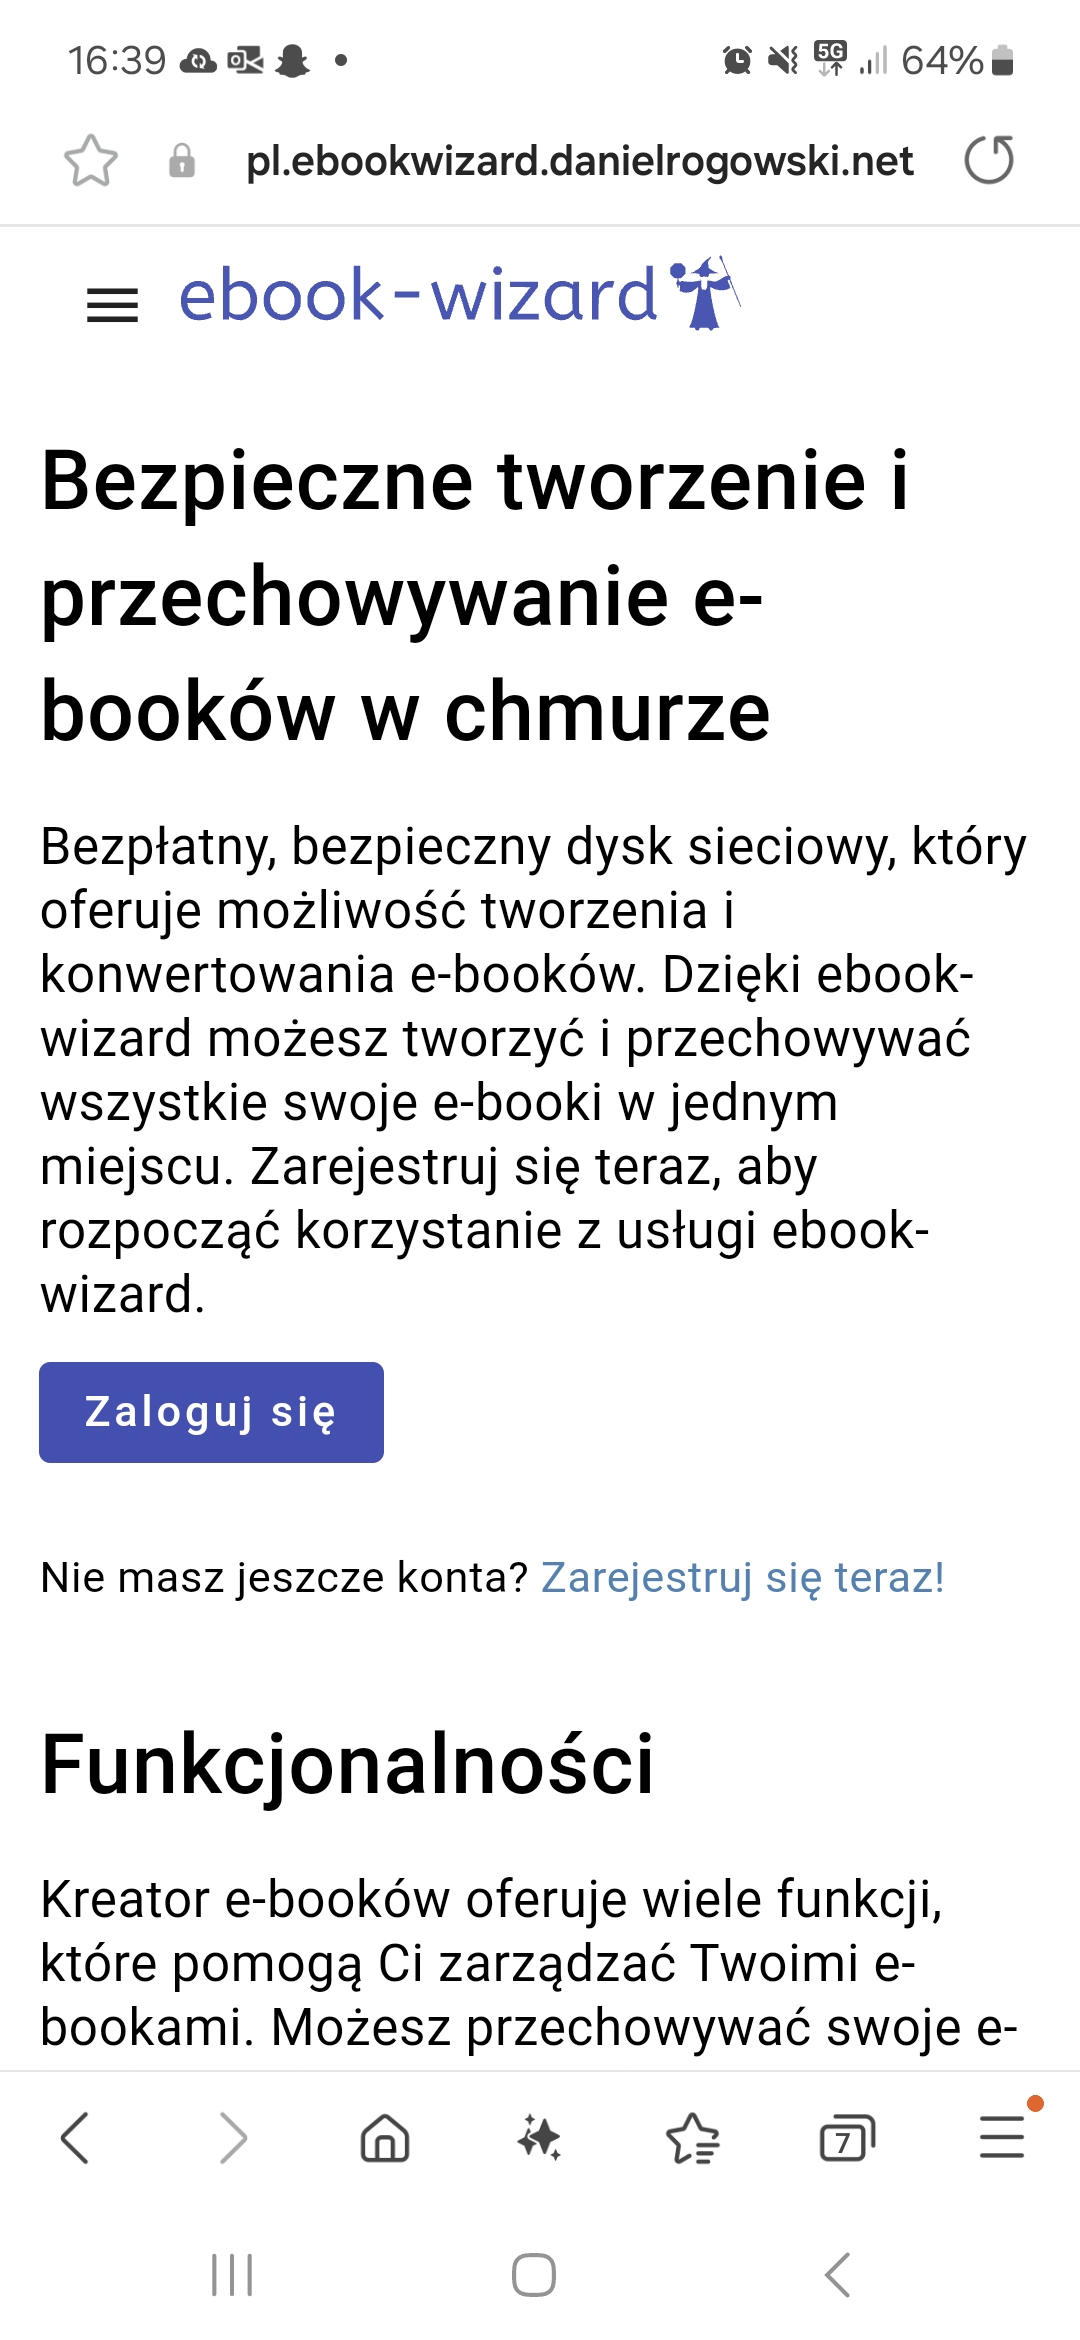 16:39
5G
64%
pl.ebookwizard.danielrogowski.net
ebook-wizard
Bezpieczne tworzenie i
przechowywanie e-
booków w chmurze
Bezpłatny, bezpieczny dysk sieciowy, który
oferuje możliwość tworzenia i
konwertowania e-booków. Dzięki ebook-
wizard możesz tworzyć i przechowywać
wszystkie swoje e-booki w jednym
miejscu. Zarejestruj się teraz, aby
rozpocząć korzystanie z usługi ebook-
wizard.
Zaloguj się
Nie masz jeszcze konta? Zarejestruj się teraz!
Funkcjonalności
Kreator e-booków oferuje wiele funkcji,
które pomogą Ci zarządzać Twoimi e-
bookami. Możesz przechowywać swoje e-
7